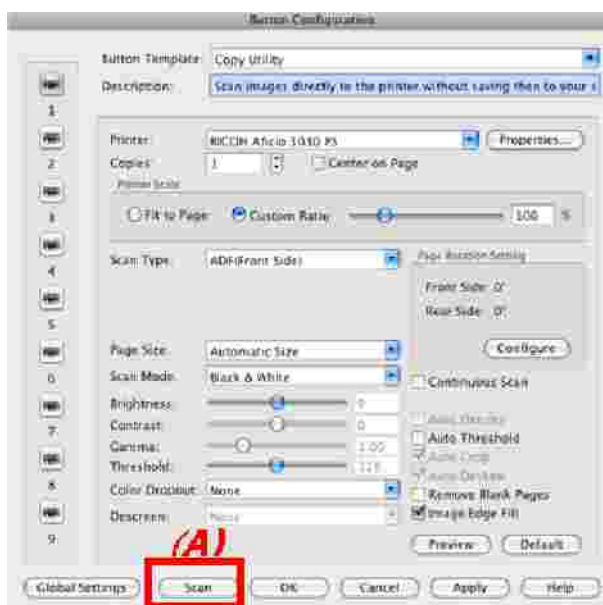 Button Configuration
Button Template: Copy Utility
Description: Scan images directly to the printer without saving then to your s
1
Printer: RICOH Aficio 1050 PS Properties...
2
Copies: 1 Center on Page
Printer Scale
3
Fit to Page Custom Ratio 100 %
4
Scan Type: ADF(Front Side) Page Rotation Setting
Front Side: 0°
Rear Side: 0°
5
Page Size: Automatic Size Configure
6
Scan Mode: Black & White Continuous Scan
Brightness: 0
7
Contrast: 0
Auto Threshold
Gamma: 1.00 Auto Crop
Threshold: 128 Auto Deskew
8
Color Dropout: None Remove Blank Pages
Descreen: None Image Edge Fill
9
(A) Preview Default
Global Settings Scan OK Cancel Apply Help